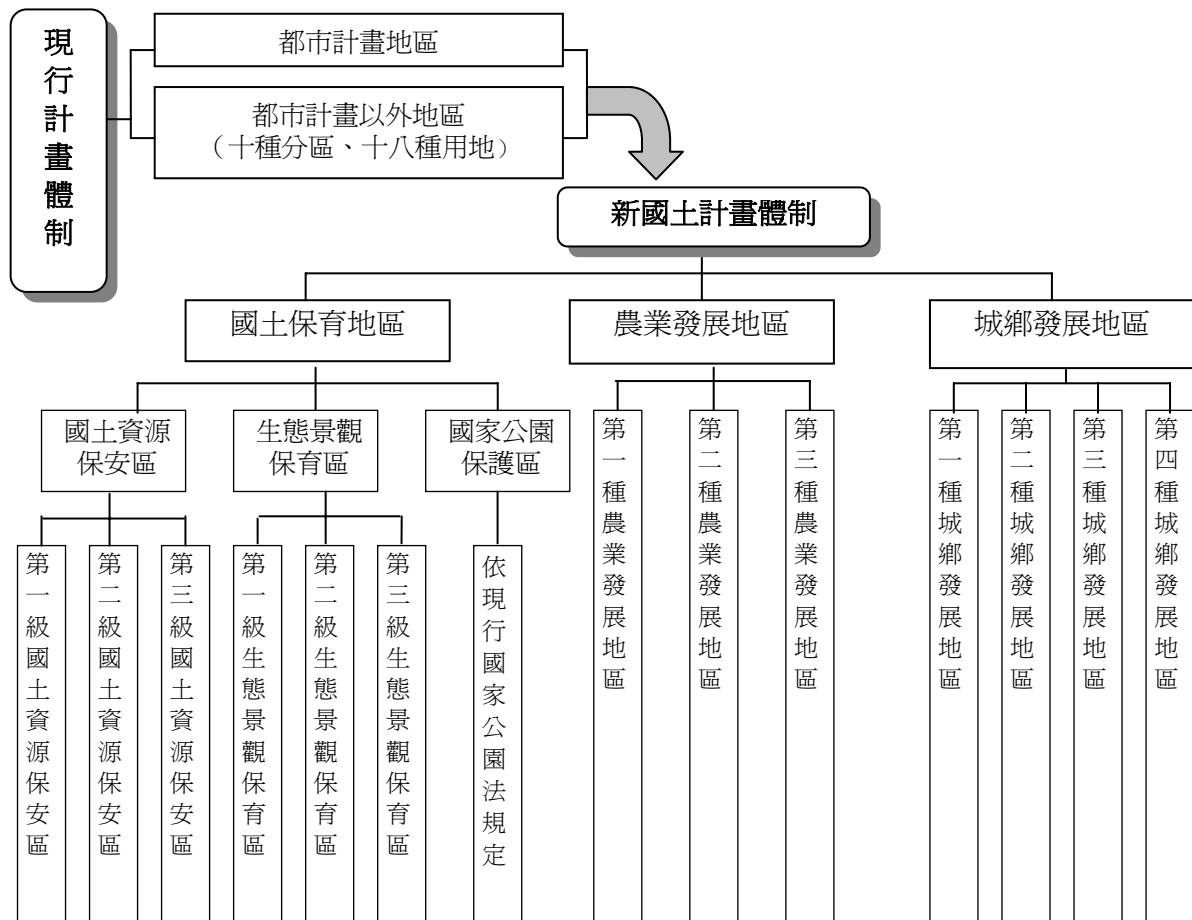 現行計畫體制
都市計畫地區
都市計畫以外地區
（十種分區、十八種用地）
新國土計畫體制
國土保育地區
農業發展地區
城鄉發展地區
國土資源
保安區
生態景觀
保育區
國家公園
保護區
第一級國土資源保安區
第二級國土資源保安區
第三級國土資源保安區
第一級生態景觀保育區
第二級生態景觀保育區
第三級生態景觀保育區
依現行國家公園法規定
第一種農業發展地區
第二種農業發展地區
第三種農業發展地區
第一種城鄉發展地區
第二種城鄉發展地區
第三種城鄉發展地區
第四種城鄉發展地區